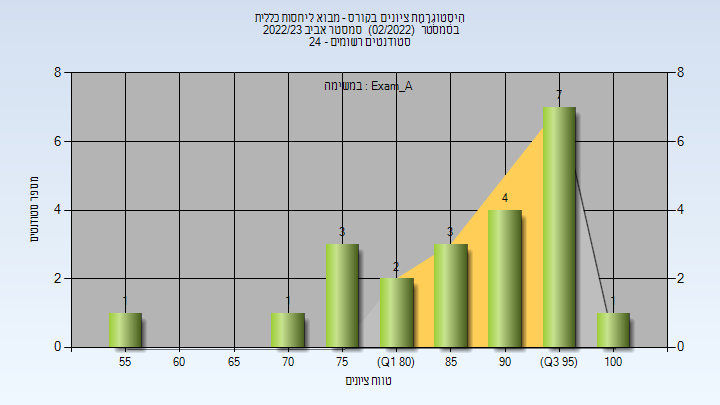 היסטוגרמת ציונים בקורס - מבוא ליחסות כללית
בסמסטר (02/2022) סמסטר אביב 2022/23
סטודנטים רשומים - 24
במשימה : Exam_A
8 8
7
6 6
מספר סטודנטים
4 4
4
3 3
2 2
2
1 1 1
0 0
55 60 65 70 75 (Q1 80) 85 90 (Q3 95) 100
טווח ציונים